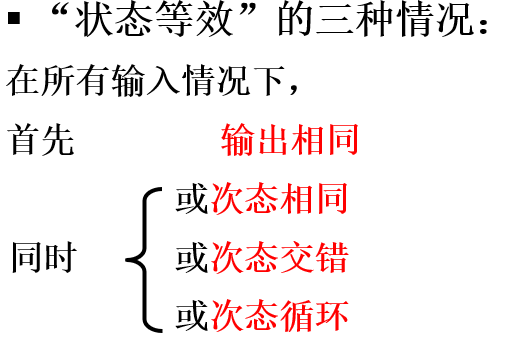 ▪“状态等效”的三种情况：
在所有输入情况下，
首先 输出相同
或次态相同
同时 或次态交错
或次态循环